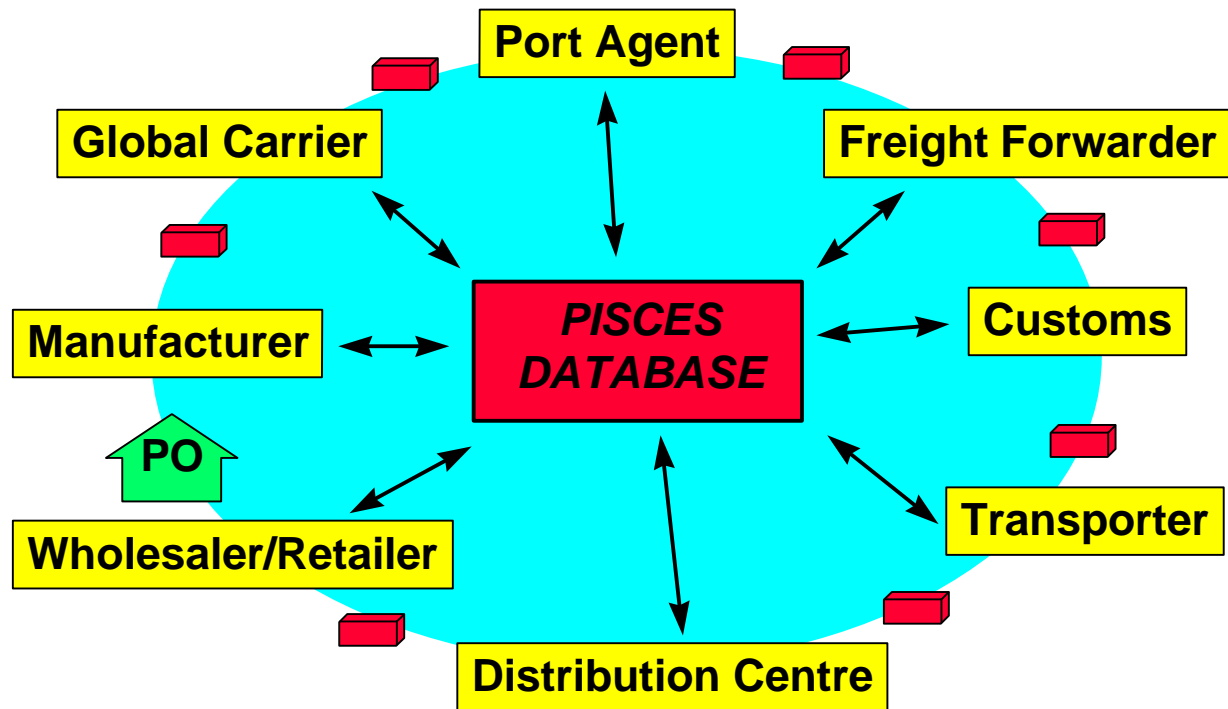 Port Agent
Global Carrier
Freight Forwarder
PISCES
DATABASE
Customs
Manufacturer
PO
Transporter
Wholesaler/Retailer
Distribution Centre